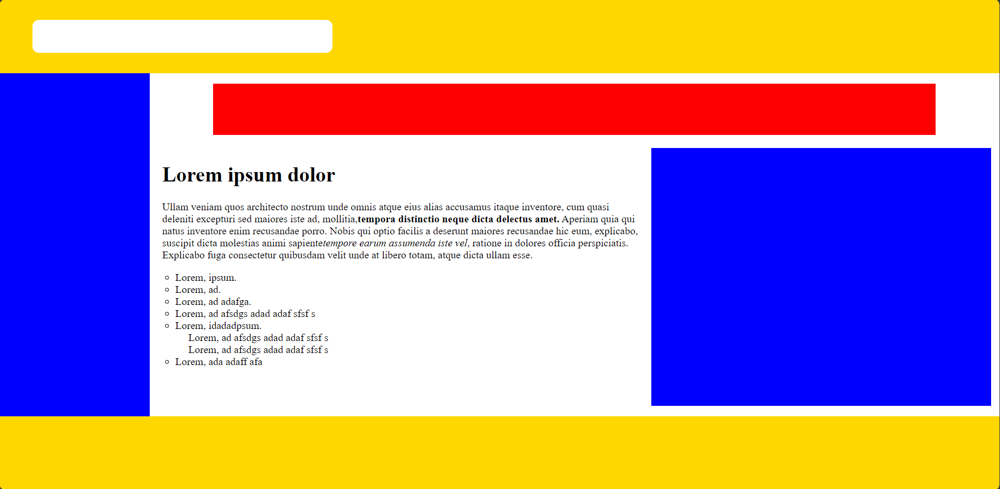 Lorem ipsum dolor
Ullam veniam quos architecto nostrum unde omnis atque eius alias accusamus itaque inventore, cum quasi
deleniti excepturi sed maiores iste ad, mollitia,tempora distinctio neque dicta delectus amet. Aperiam quia qui
natus inventore enim recusandae porro. Nobis qui optio facilis a deserunt maiores recusandae hic eum, explicabo,
suscipit dicta molestias animi sapientetempore earum assumenda iste vel, ratione in dolores officia perspiciatis.
Explicabo fuga consectetur quibusdam velit unde at libero totam, atque dicta ullam esse.
Lorem, ipsum.
Lorem, ad.
Lorem, ad adafga.
Lorem, ad afsdgs adad adaf sfsf s
Lorem, idadadpsum.
Lorem, ad afsdgs adad adaf sfsf s
Lorem, ad afsdgs adad adaf sfsf s
Lorem, ada adaff afa